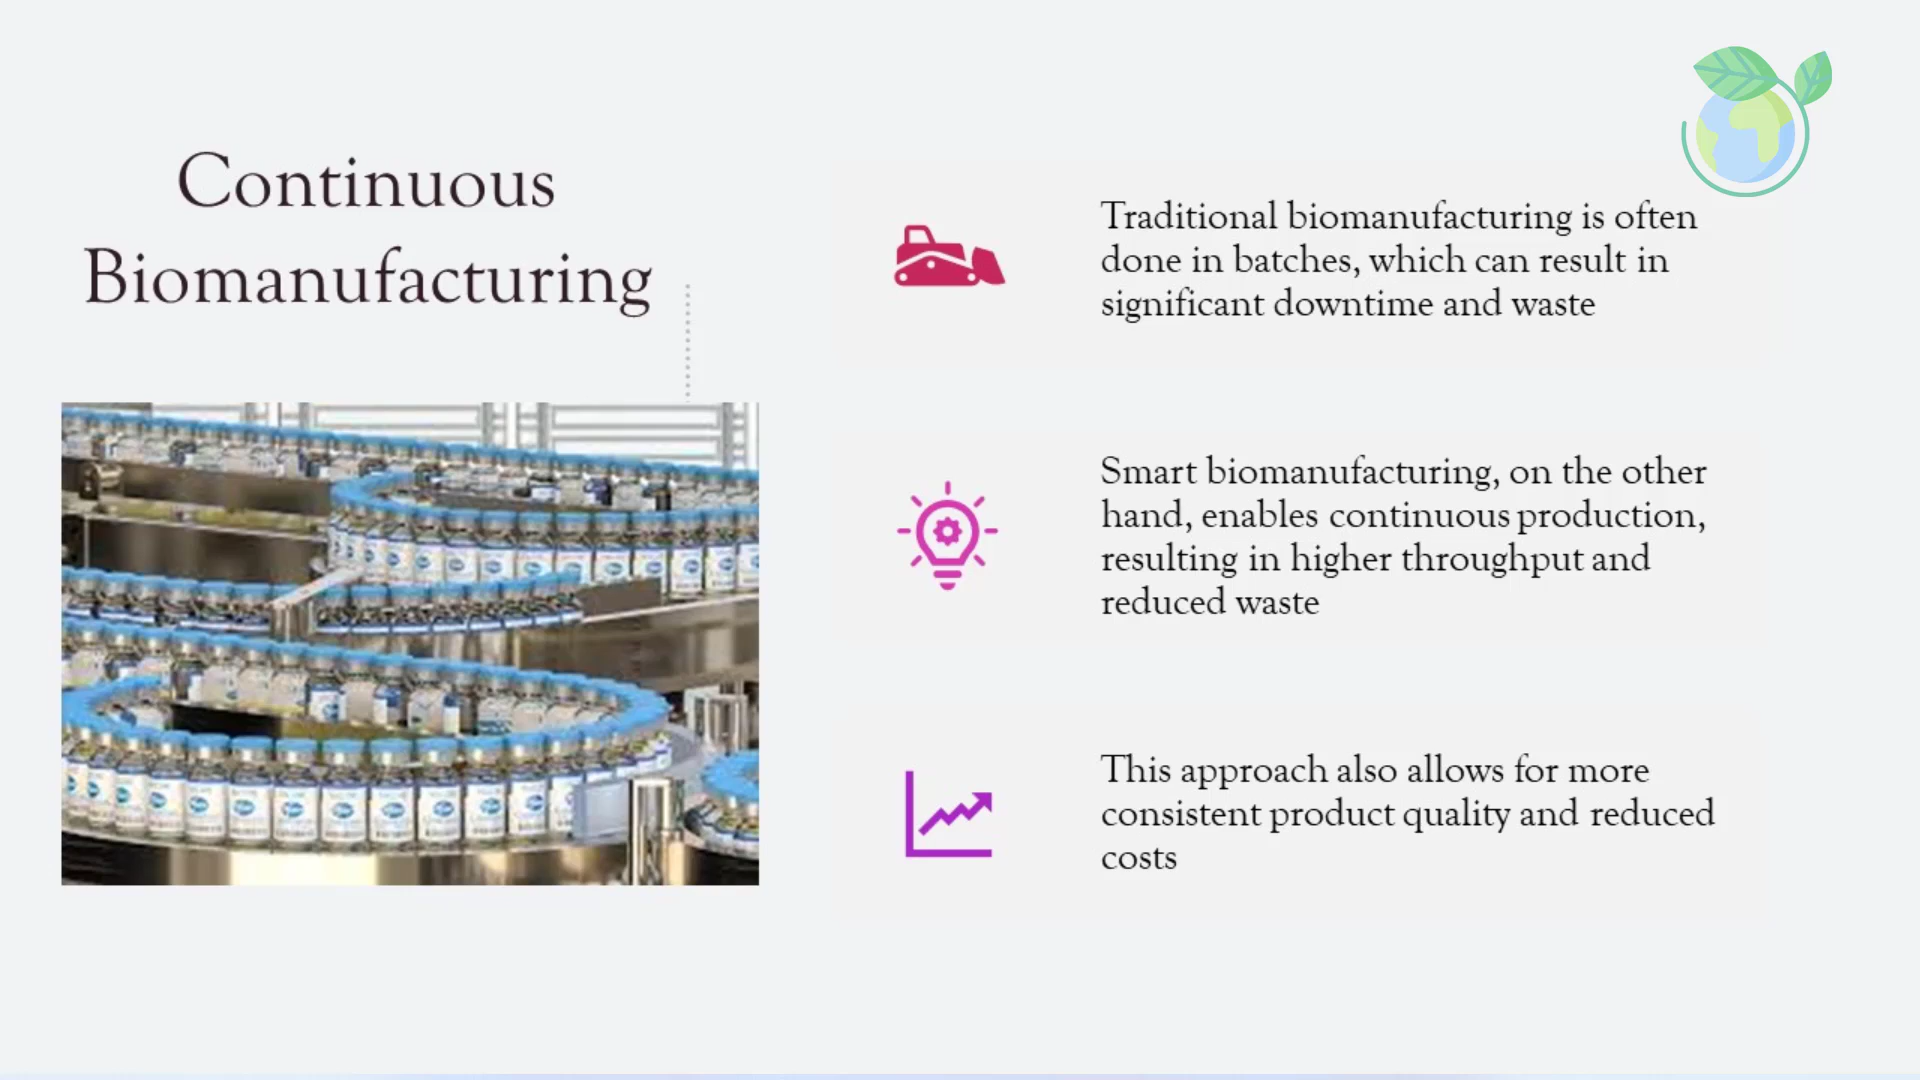 Continuous
Biomanufacturing
Traditional biomanufacturing is often
done in batches, which can result in
significant downtime and waste
Smart biomanufacturing, on the other
hand, enables continuous production,
resulting in higher throughput and
reduced waste
This approach also allows for more
consistent product quality and reduced
costs